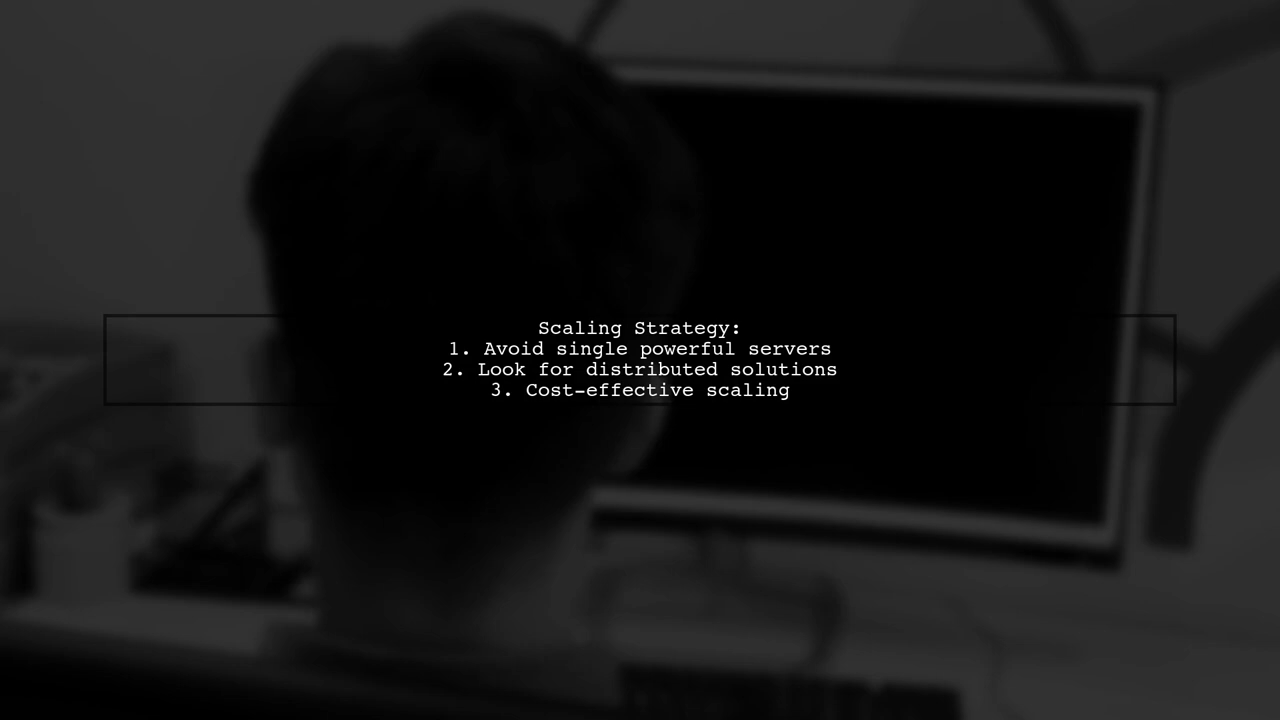 Scaling Strategy:
1. Avoid single powerful servers
2. Look for distributed solutions
3. Cost-effective scaling